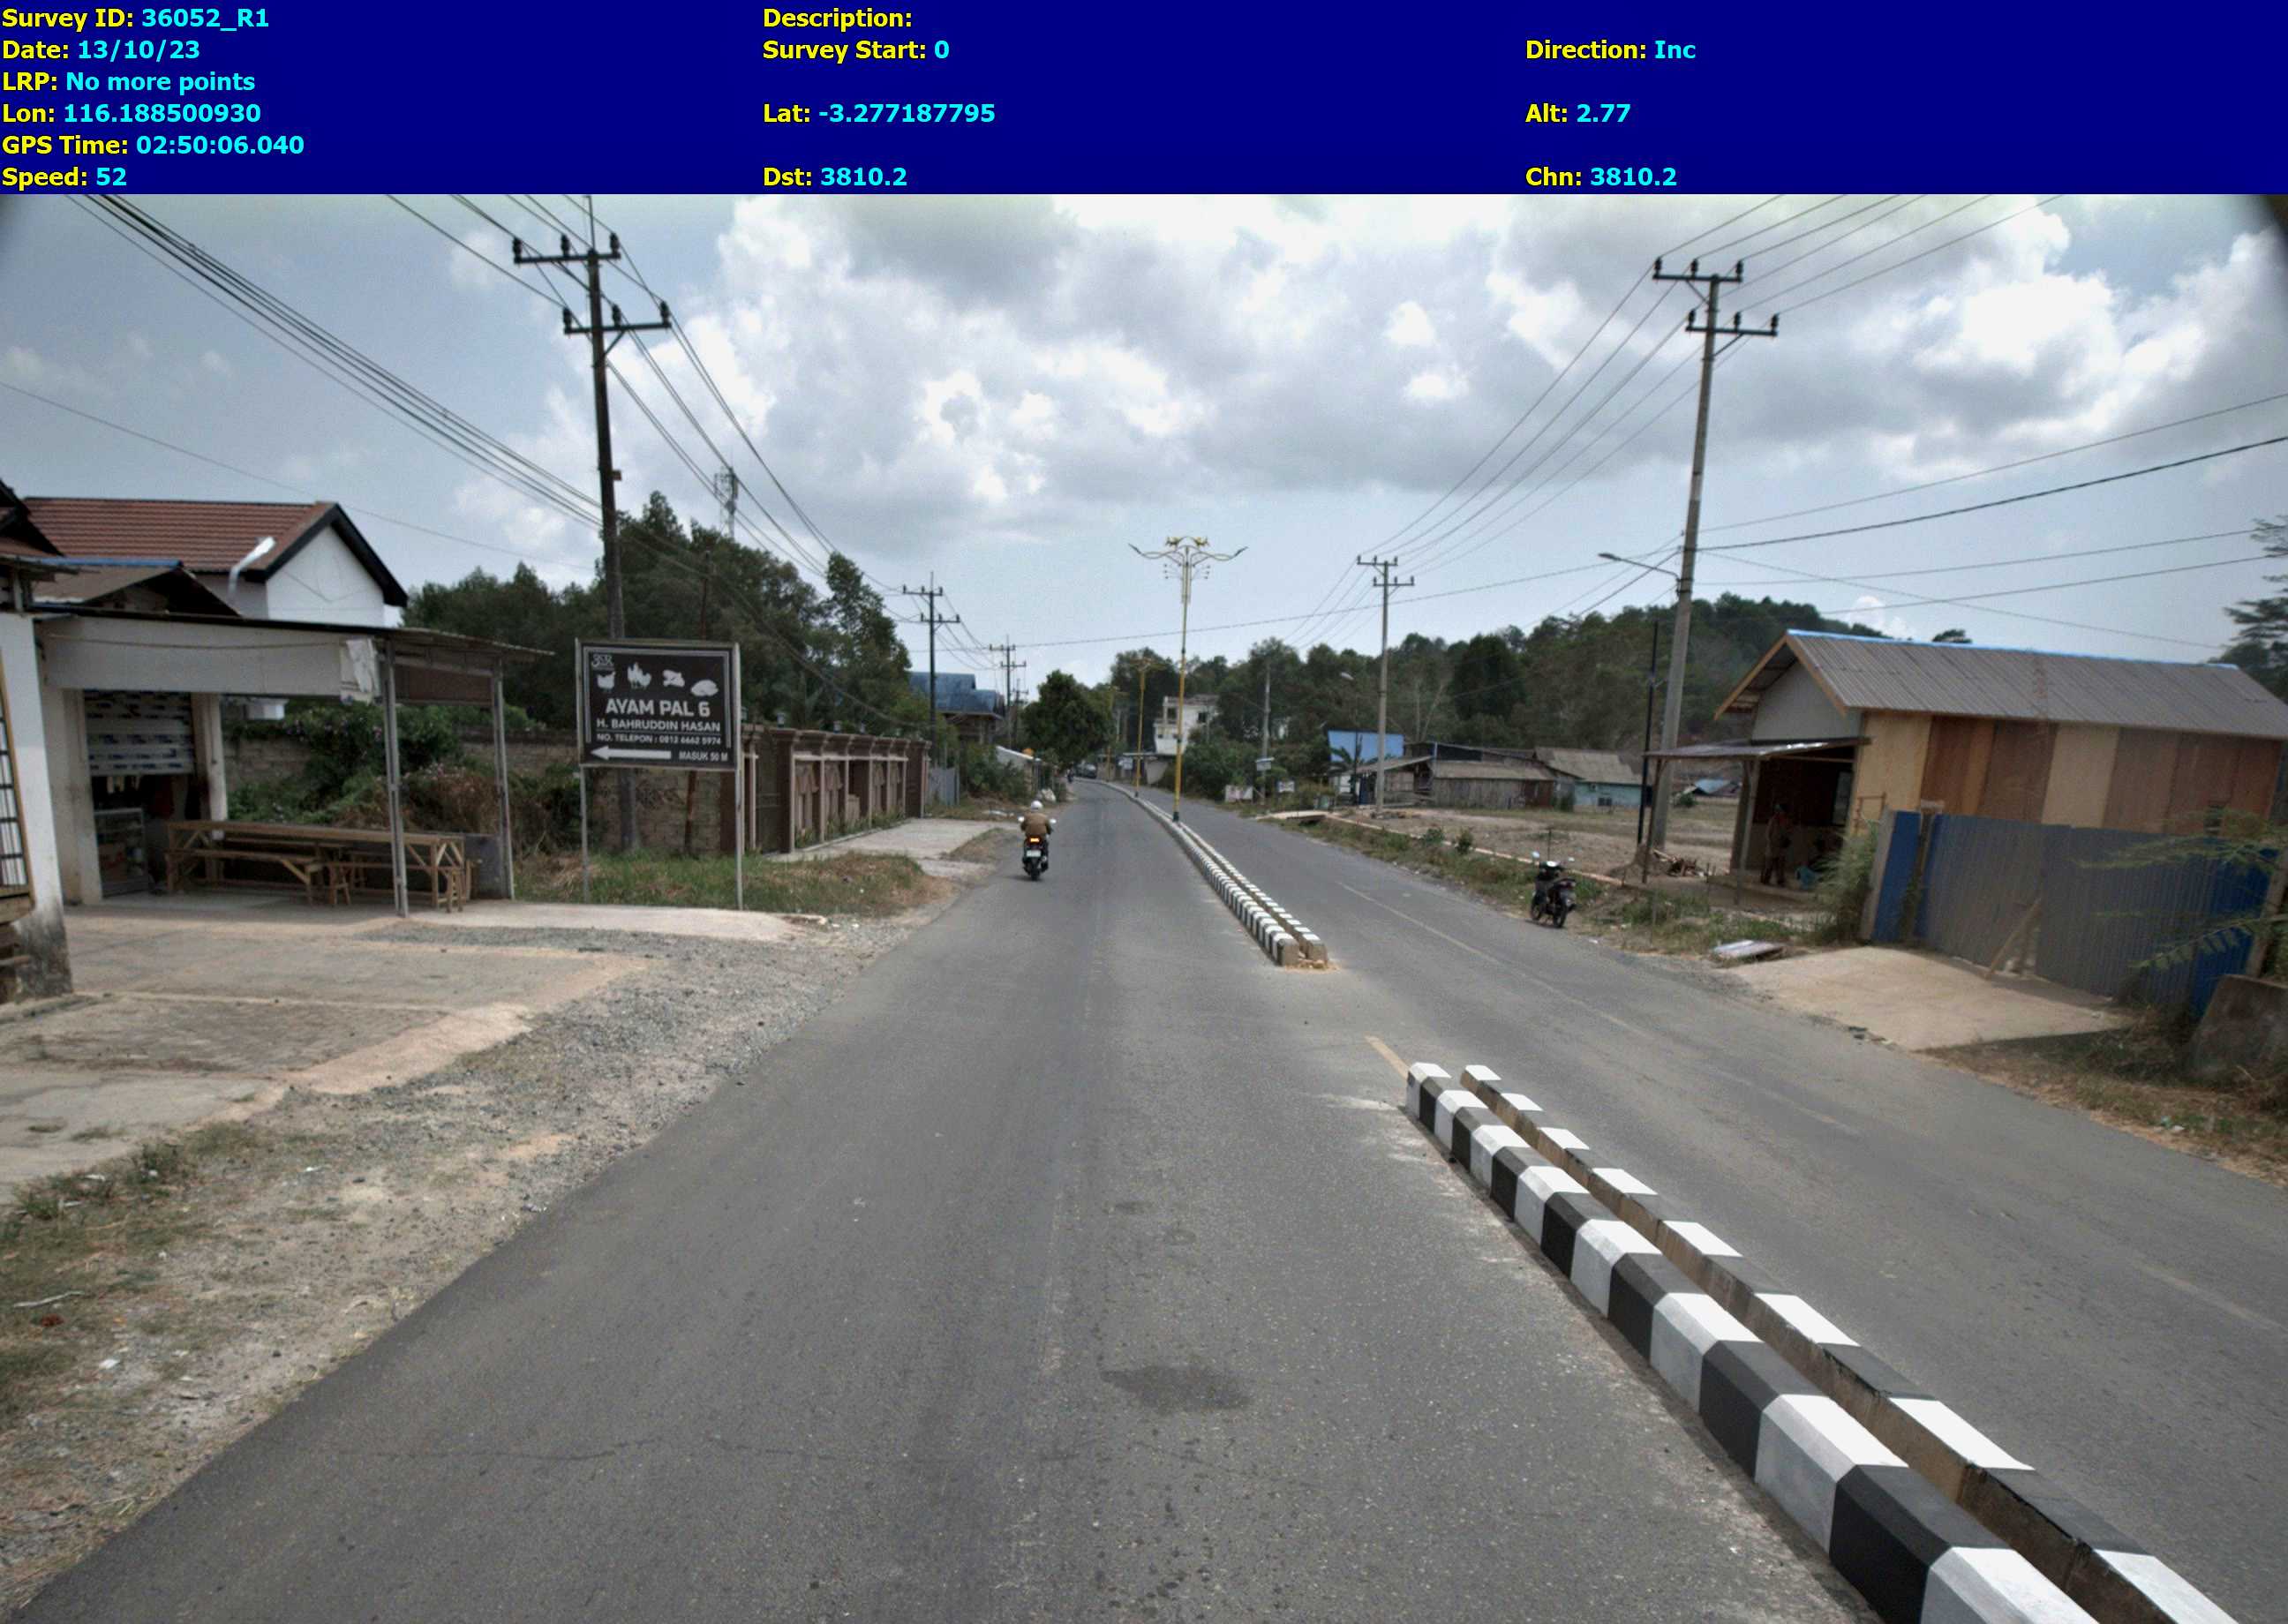 Survey ID: 36052_R1
Description:
Date: 13/10/23
Survey Start: 0
Direction: Inc
LRP: No more points
Lon: 116.188500930
Lat: -3.277187795
Alt: 2.77
GPS Time: 02:50:06.040
Speed: 52
Dst: 3810.2
Chn: 3810.2
AYAM PAL 6
H. BAHRUDDIN HASAN
NO. TELEPON : 0812 6662 5974
MASUK 50 M